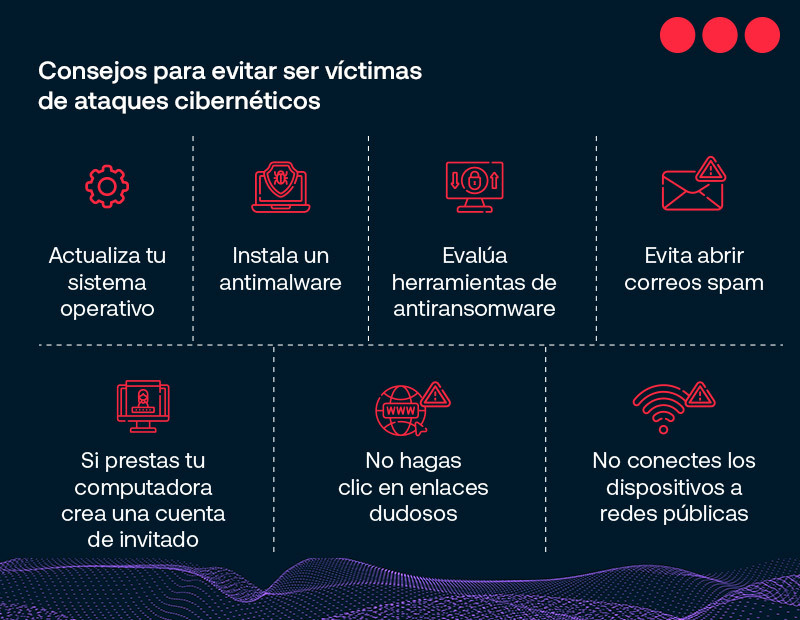 Consejos para evitar ser víctimas
de ataques cibernéticos
Actualiza tu
sistema
operativo
Instala un
antimalware
Evalúa
herramientas de
antiransomware
Evita abrir
correos spam
Si prestas tu
computadora
crea una cuenta
de invitado
WWW
No hagas
clic en enlaces
dudosos
No conectes los
dispositivos a
redes públicas